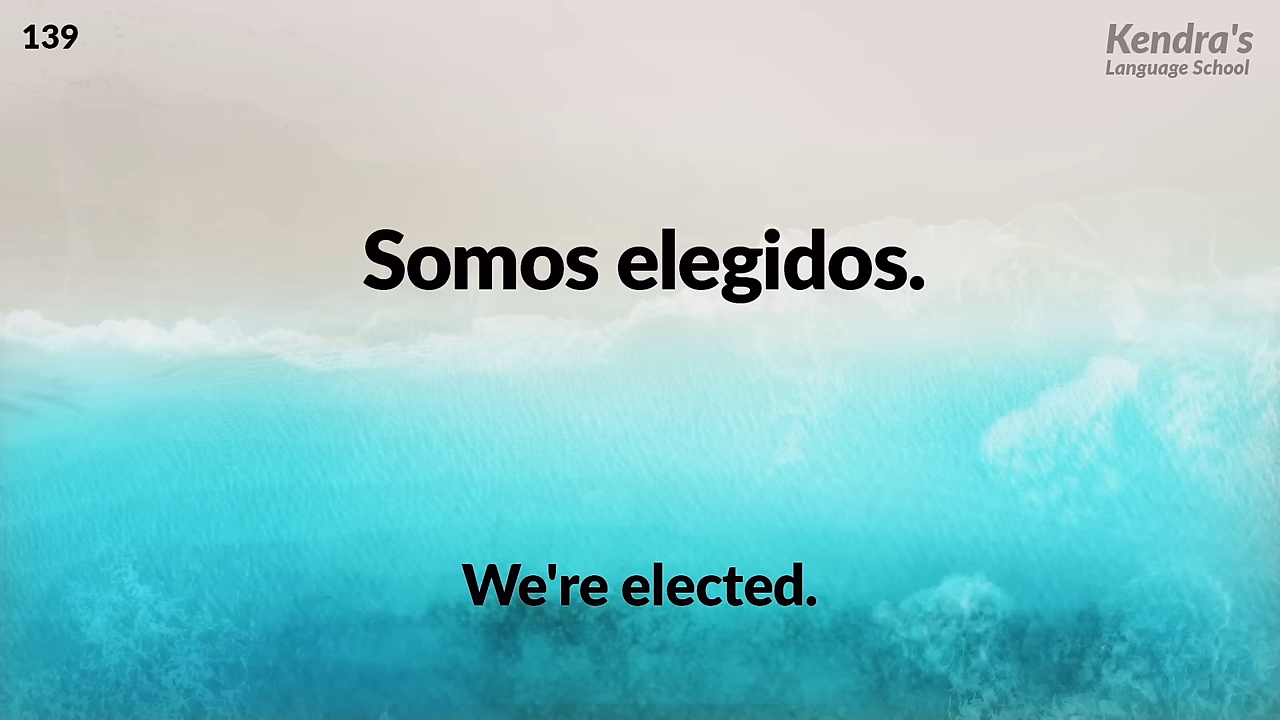 139
Kendra's
Language School
Somos elegidos.
We're elected.